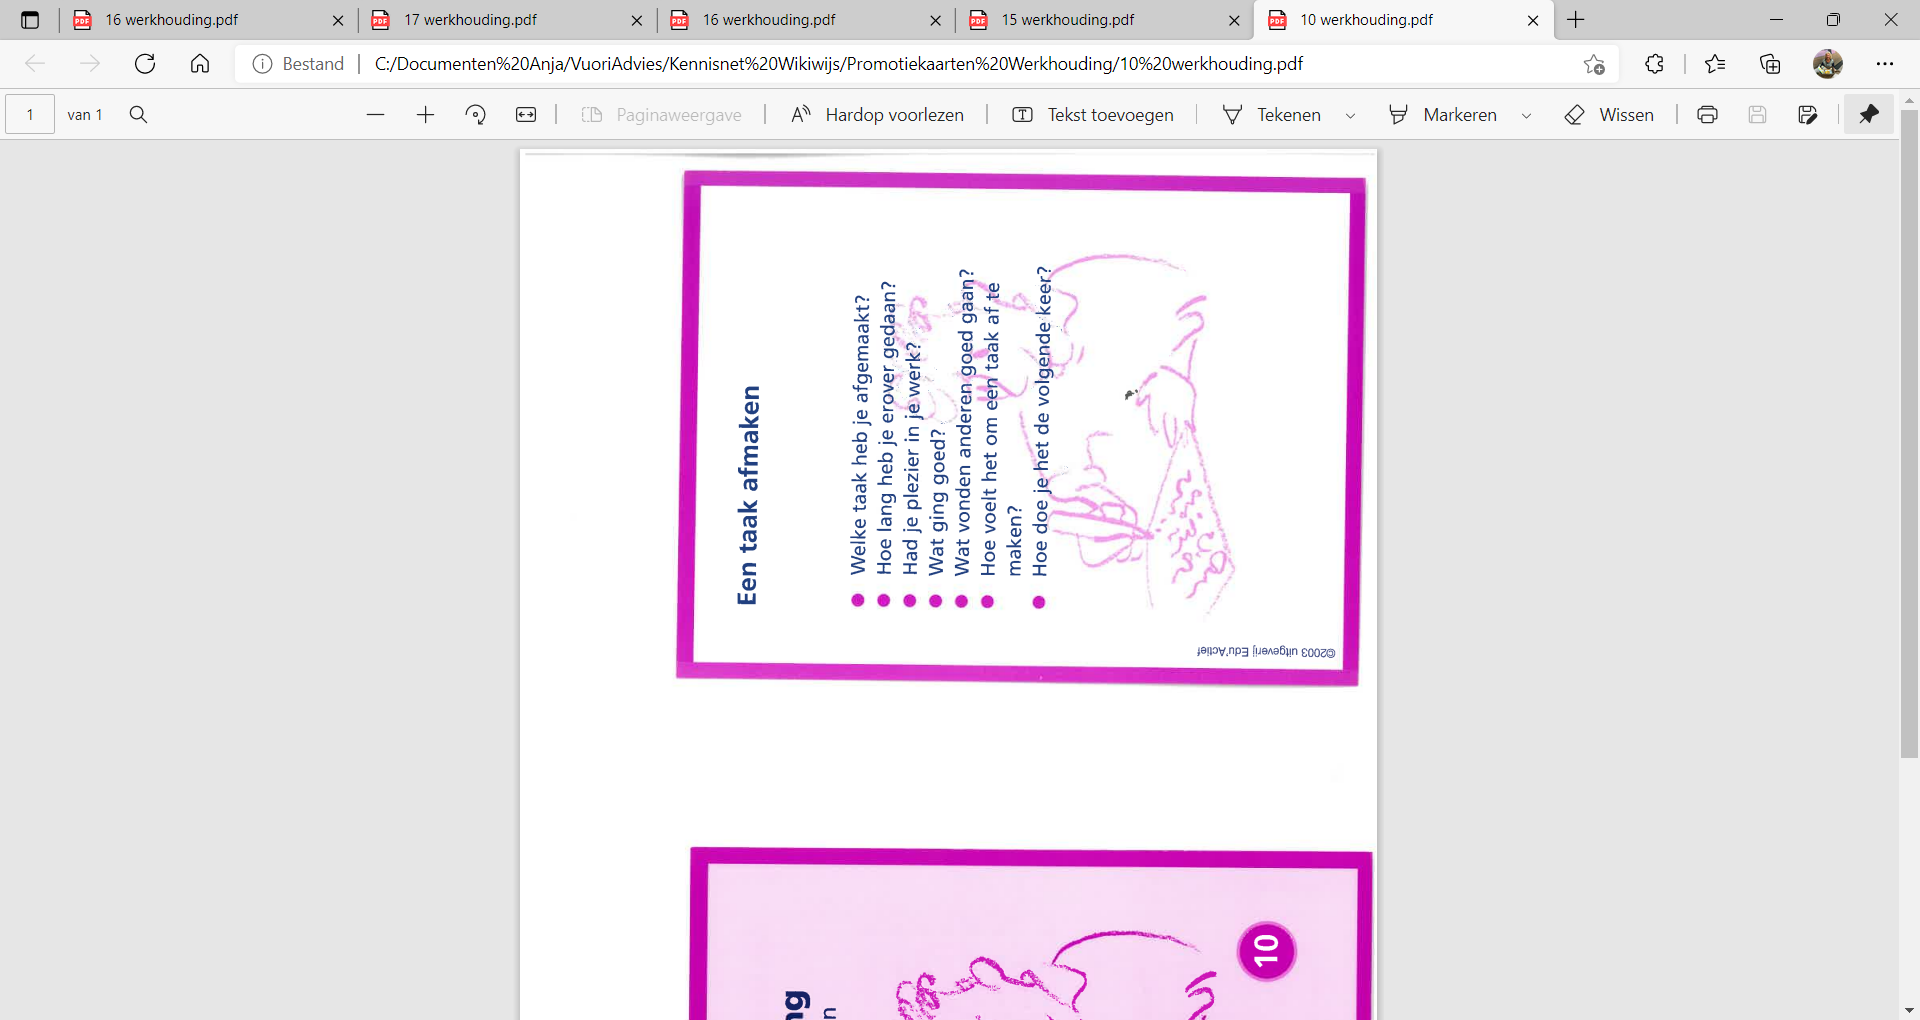 16 werkhouding.pdf
17 werkhouding.pdf
16 werkhouding.pdf
15 werkhouding.pdf
10 werkhouding.pdf
Bestand
C:/Documenten%20Anja/VuoriAdvies/Kennisnet%20Wikiwijs/Promotiekaarten%20Werkhouding/10%20werkhouding.pdf
1
van 1
Paginaweergave
Hardop voorlezen
Tekst toevoegen
Tekenen
Markeren
Wissen
Een taak afmaken
Welke taak heb je afgemaakt?
Hoe lang heb je erover gedaan?
Had je plezier in je werk?
Wat ging goed?
Wat vonden anderen goed gaan?
Hoe voelt het om een taak af te
maken?
Hoe doe je het de volgende keer?
©2003 uitgeverij Edu'Actief
10
ng
n